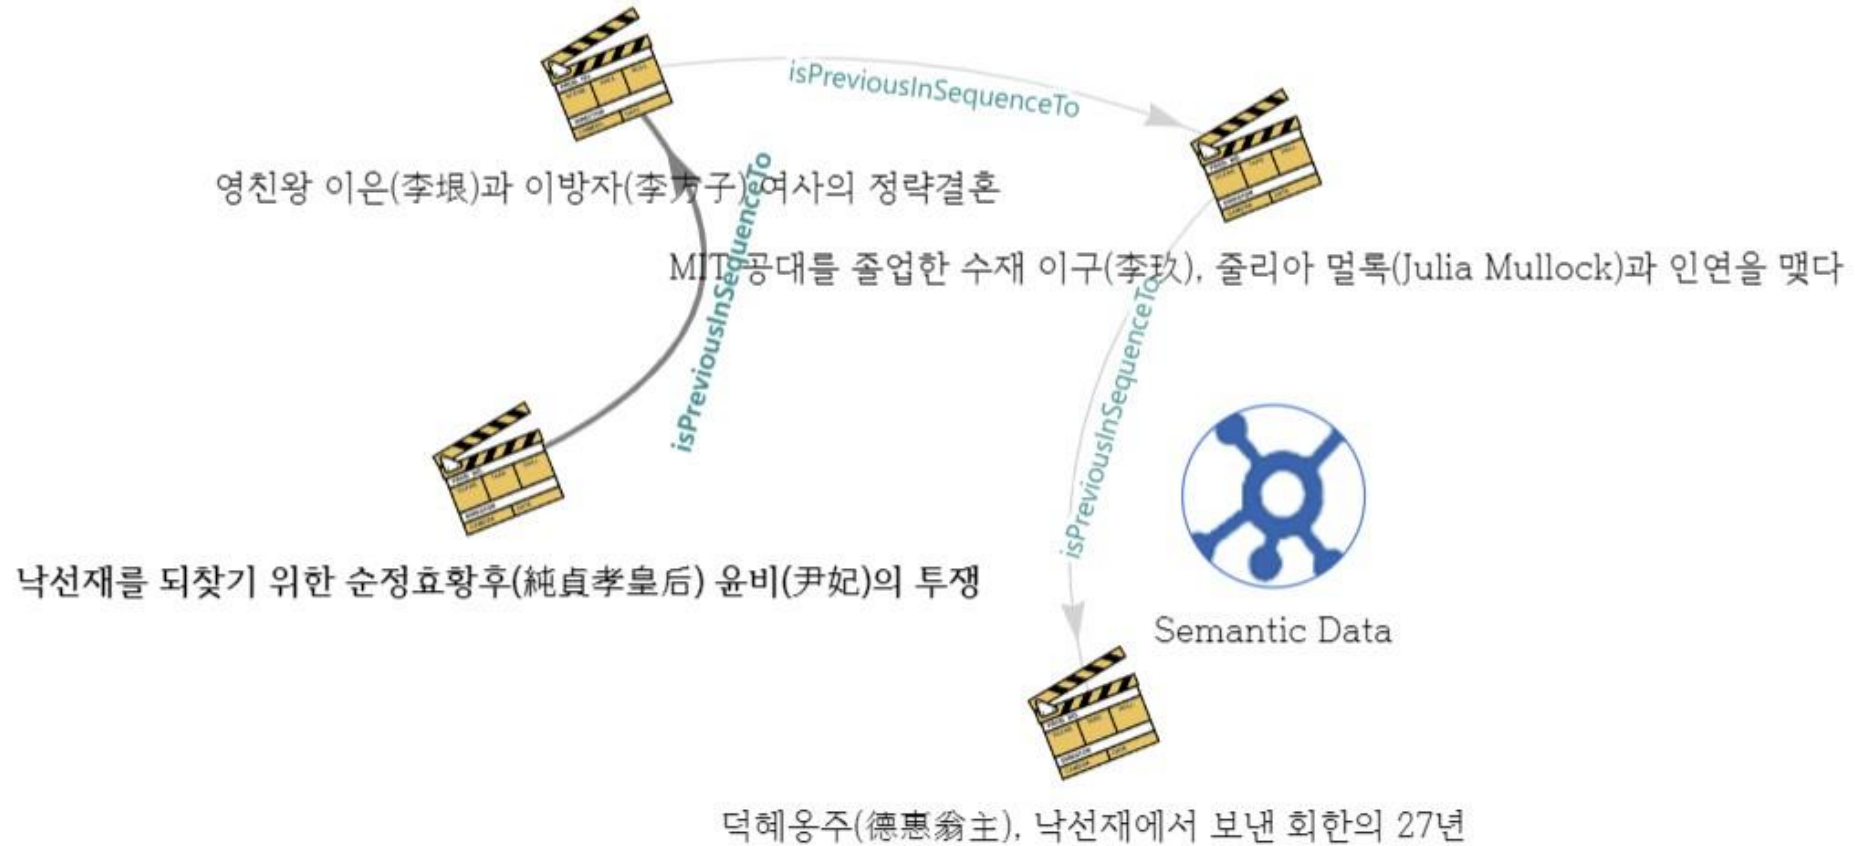 isPreviousInSequenceTo
영친왕 이은(李垠)과 이방자(李方子) 여사의 정략결혼
isPreviousInSequenceTo
MIT 공대를 졸업한 수재 이구(李玖), 줄리아 멀록(Julia Mullock)과 인연을 맺다
isPreviousInSequenceTo
낙선재를 되찾기 위한 순정효황후(純貞孝皇后) 윤비(尹妃)의 투쟁
Semantic Data
덕혜옹주(德惠翁主), 낙선재에서 보낸 회한의 27년